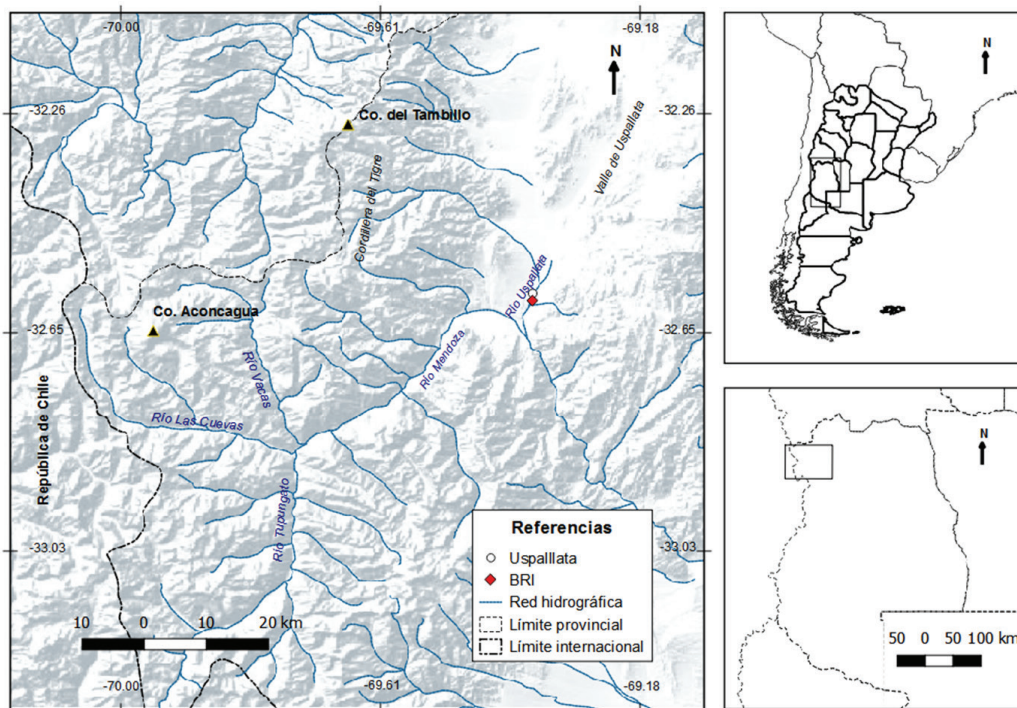 -70.00
-69.61
-69.18
N
-32.26
Co. del Tambillo
Valle de Uspallata
Cordillera del Tigre
Río Uspallata
Co. Aconcagua
-32.65
-32.65
Río Mendoza
Río Vacas
Río Las Cuevas
República de Chile
Río Tupungato
-33.03
-33.03
Referencias
Uspalllata
BRI
Red hidrográfica
Límite provincial
Límite internacional
10 0 10 20 km
-70.00
-69.61
-69.18
N
N
50 0 50 100 km
-32.26